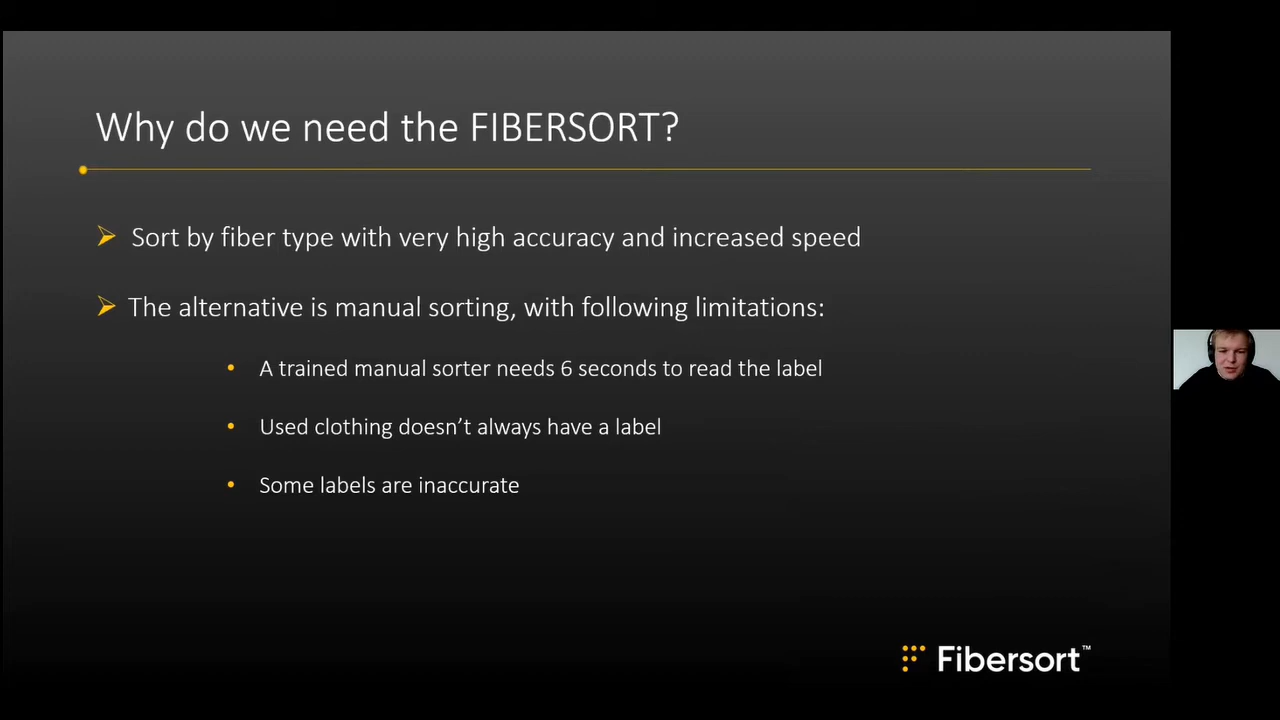 Why do we need the FIBERSORT?
Sort by fiber type with very high accuracy and increased speed
The alternative is manual sorting, with following limitations:
A trained manual sorter needs 6 seconds to read the label
Used clothing doesn’t always have a label
Some labels are inaccurate
Fibersort™